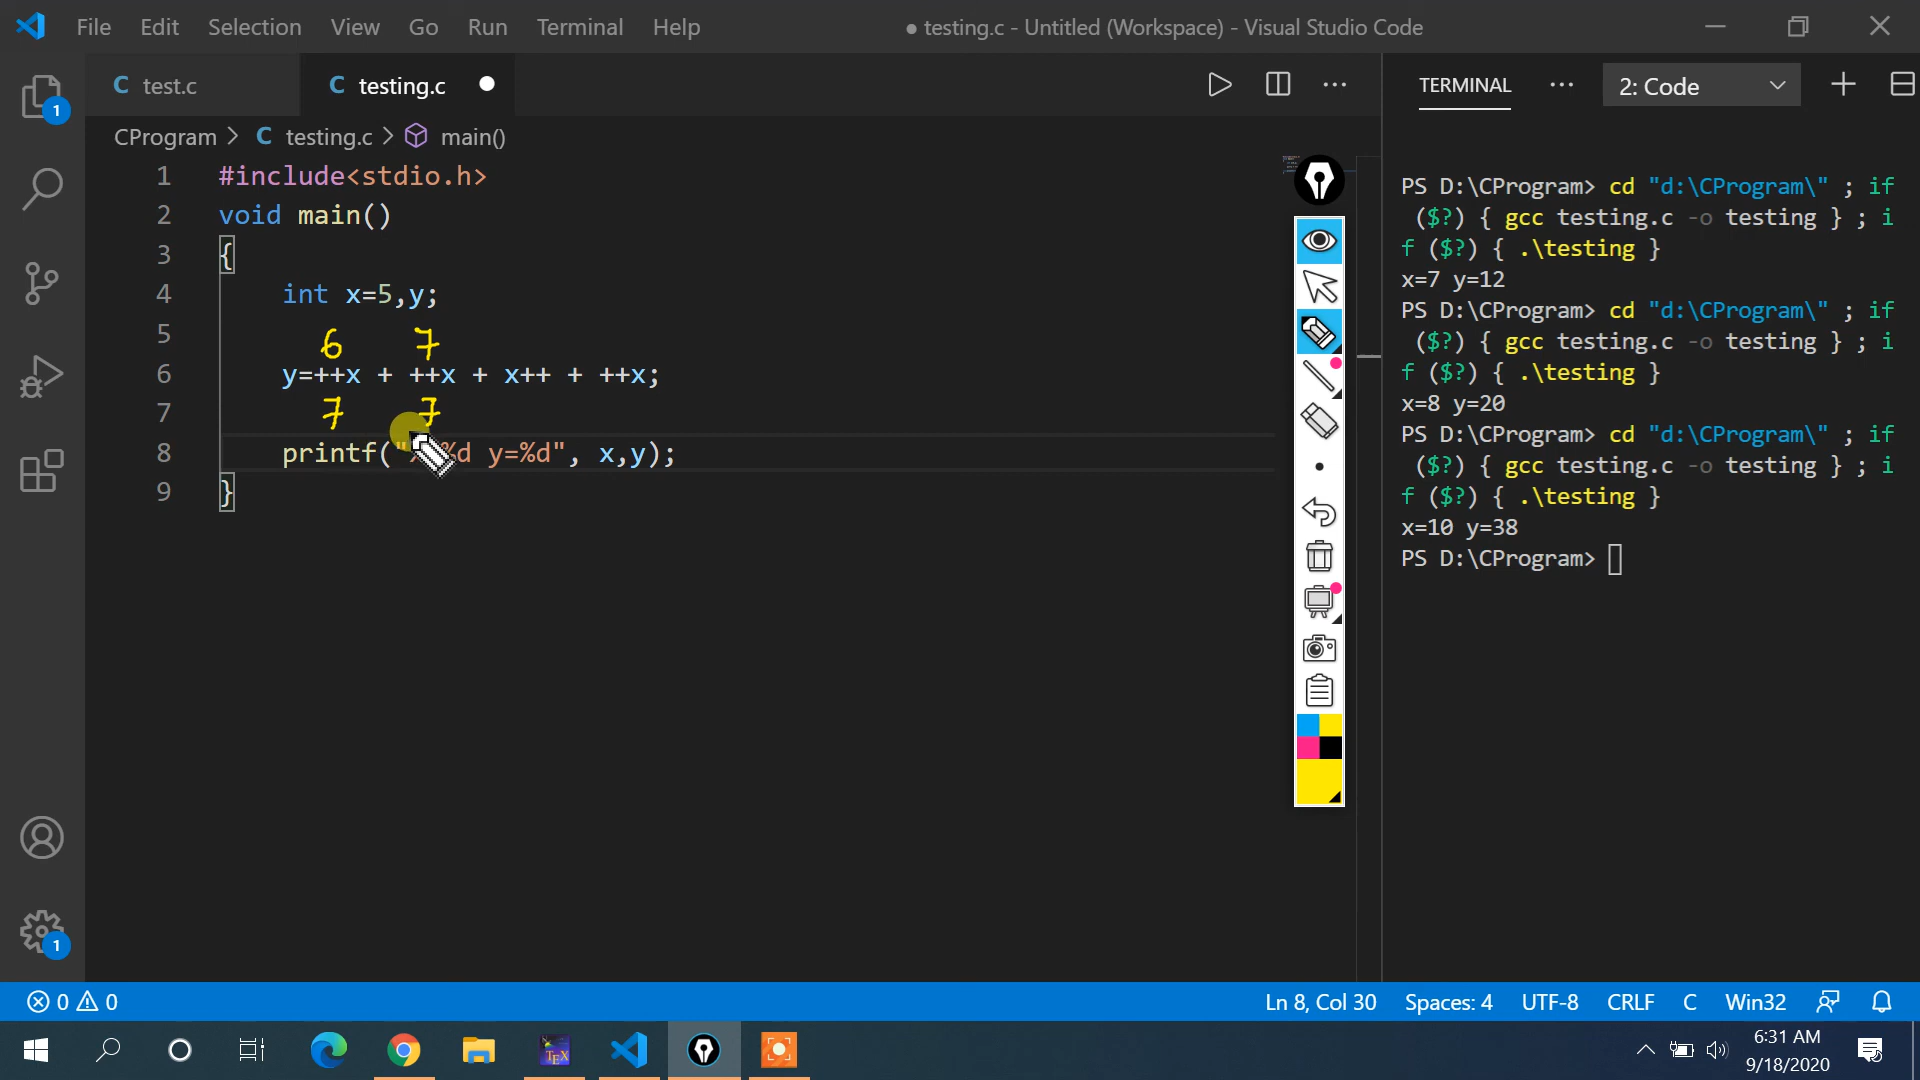 File Edit Selection View Go Run Terminal Help
● testing.c - Untitled (Workspace) - Visual Studio Code
C test.c
C testing.c ●
TERMINAL ··· 2: Code
1
CProgram > C testing.c > main()
1 #include<stdio.h>
2 void main()
3 {
4 int x=5,y;
5
6 7
6 y=++x + ++x + x++ + ++x;
7
7 7
8 printf("x=%d y=%d", x,y);
9 }
PS D:\CProgram> cd "d:\CProgram\" ; if
($?) { gcc testing.c -o testing } ; i
f ($?) { .\testing }
x=7 y=12
PS D:\CProgram> cd "d:\CProgram\" ; if
($?) { gcc testing.c -o testing } ; i
f ($?) { .\testing }
x=8 y=20
PS D:\CProgram> cd "d:\CProgram\" ; if
($?) { gcc testing.c -o testing } ; i
f ($?) { .\testing }
x=10 y=38
PS D:\CProgram>
1
0 0
Ln 8, Col 30 Spaces: 4 UTF-8 CRLF C Win32
TEX
6:31 AM
9/18/2020